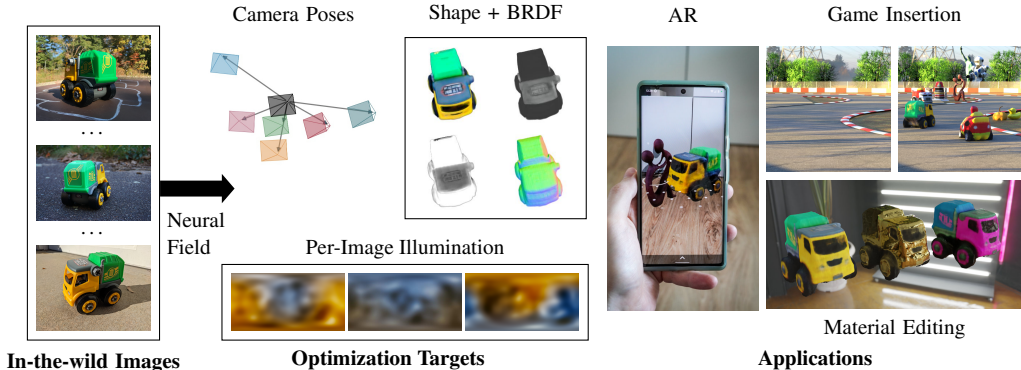 Camera Poses
Shape + BRDF
AR
Game Insertion
...
...
Neural
Field
Per-Image Illumination
Material Editing
In-the-wild Images
Optimization Targets
Applications